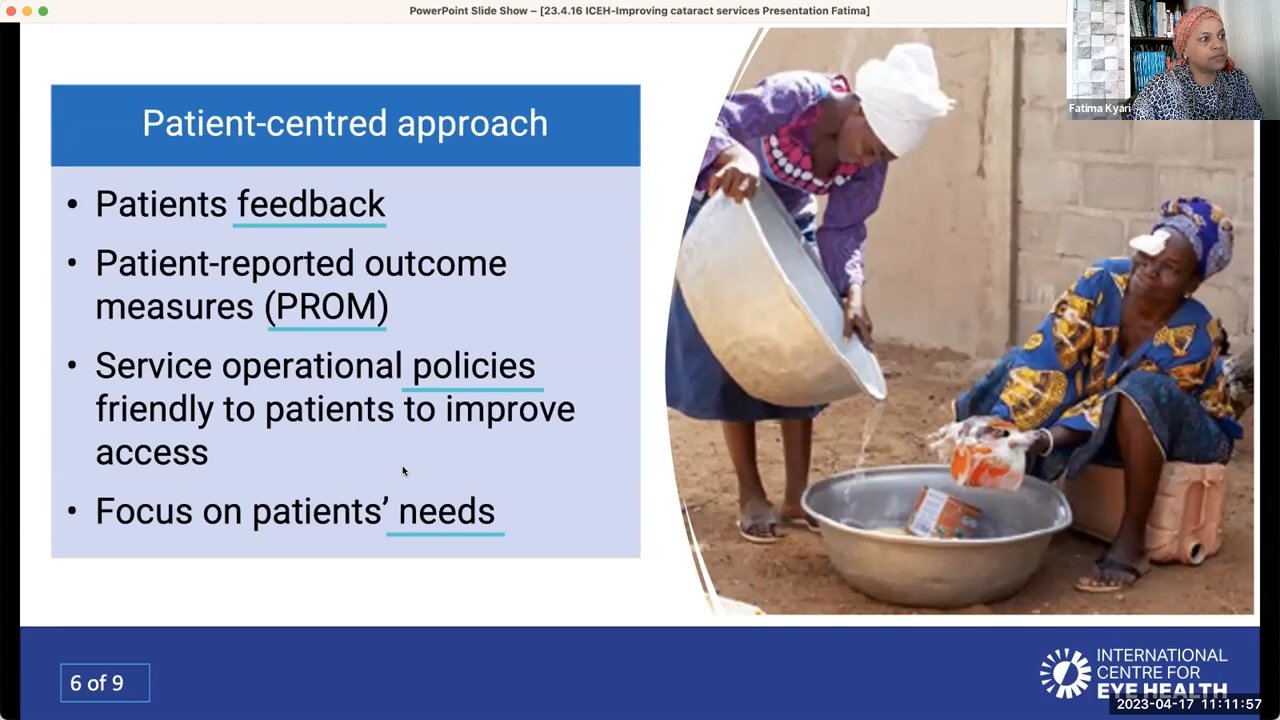 PowerPoint Slide Show – [23.4.16 ICEH-Improving cataract services Presentation Fatima]
Fatima Kyari
Patient-centred approach
• Patients feedback
• Patient-reported outcome
measures (PROM)
• Service operational policies
friendly to patients to improve
access
• Focus on patients’ needs
6 of 9
INTERNATIONAL
CENTRE FOR
EYE HEALTH
2023-04-17 11:11:57